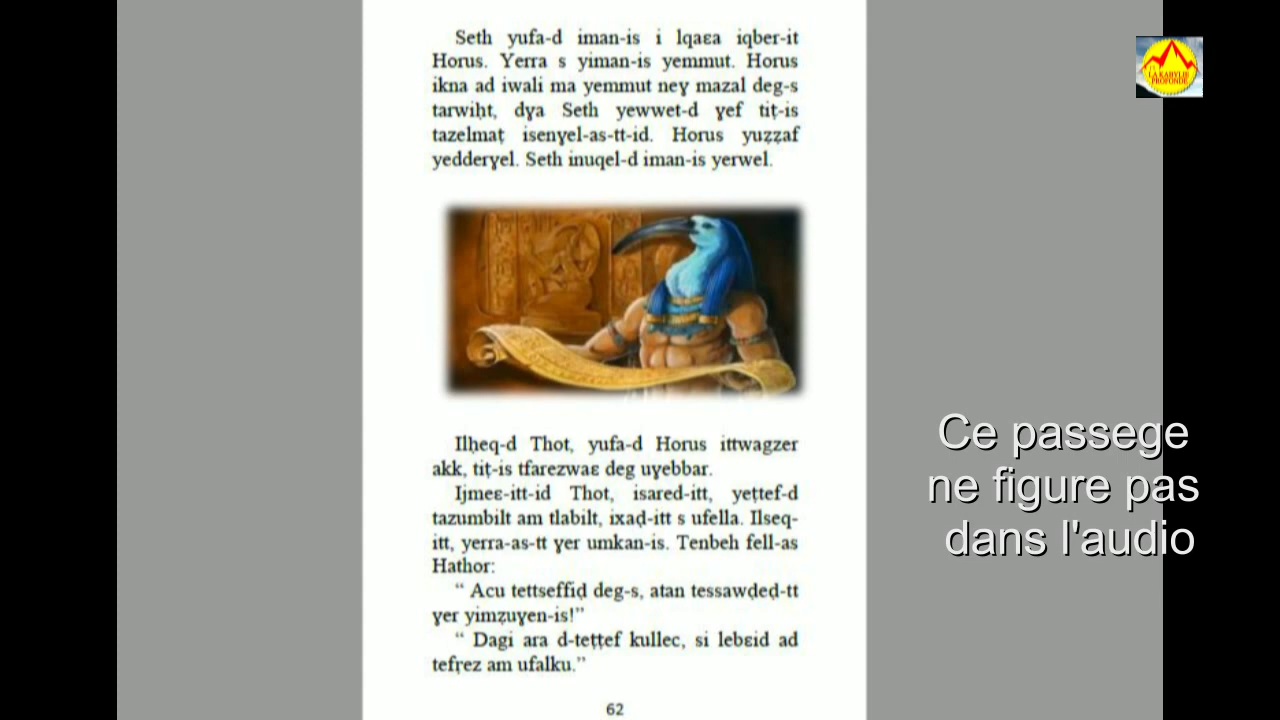 Seth yufa-d iman-is i lqaɛa iqber-it
Horus. Yerra s yiman-is yemmut. Horus
ikna ad iwali ma yemmut neɣ mazal deg-s
tarwiḥt, dɣa Seth yewwet-d ɣef tiṭ-is
tazelmaṭ isenɣel-as-tt-id. Horus yuẓẓaf
yedderɣel. Seth inuqel-d iman-is yerwel.
Ilḥeq-d Thot, yufa-d Horus ittwagzer
akk, tiṭ-is tfarezwaɛ deg uɣebbar.
Ijmeɛ-itt-id Thot, isared-itt, yeṭṭef-d
tazumbilt am tlabilt, ixaḍ-itt s ufella. Ilseq-
itt, yerra-as-tt ɣer umkan-is. Tenbeh fell-as
Hathor:
“ Acu tettseffiḍ deg-s, atan tessawḍeḍ-tt
ɣer yimẓuɣen-is!”
“ Dagi ara d-teṭṭef kullec, si lebɛid ad
tefṛez am ufalku.”
62
LA KABYLIE
PROFONDE
Ce passege
ne figure pas
dans l'audio